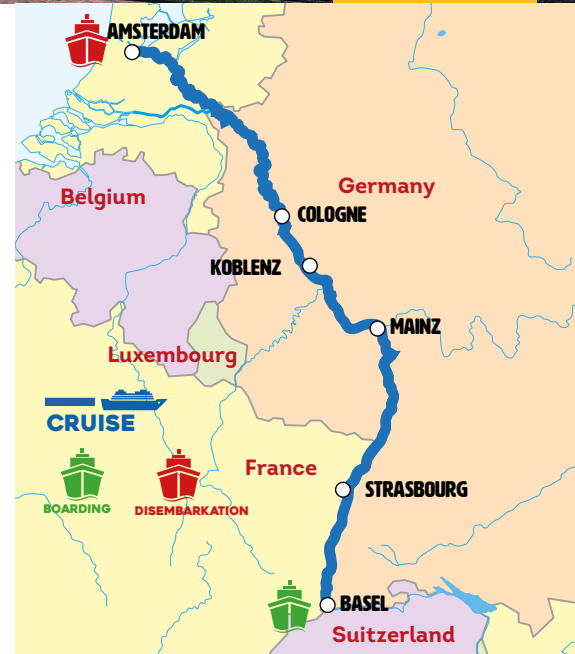 AMSTERDAM
Belgium
Germany
COLOGNE
KOBLENZ
MAINZ
Luxembourg
CRUISE
France
BOARDING
DISEMBARKATION
STRASBOURG
BASEL
Suitzerland